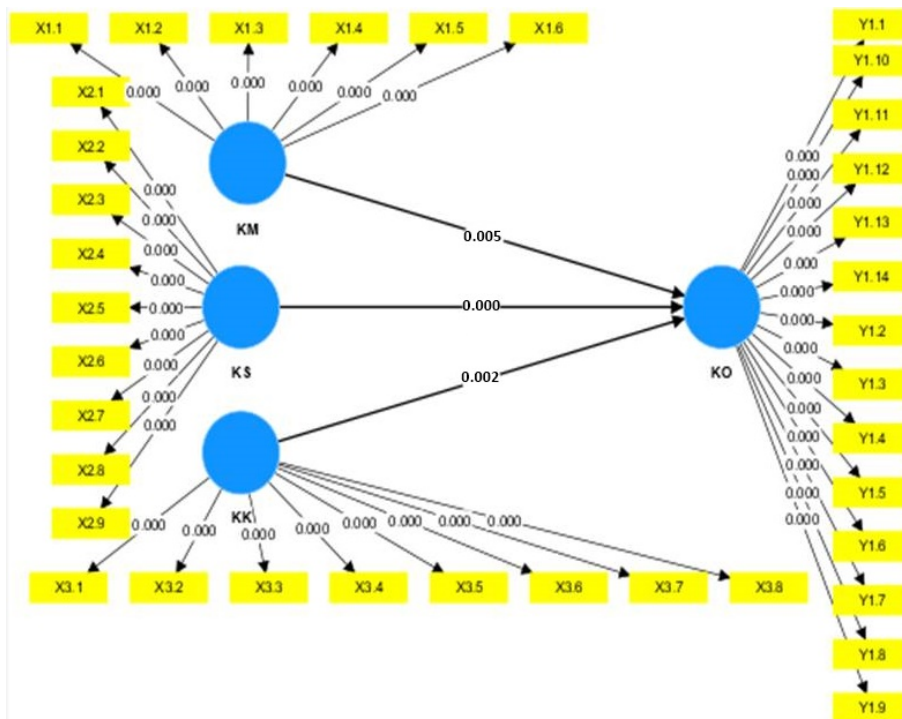 X1.1 X1.2 X1.3 X1.4 X1.5 X1.6
0.000 0.000 0.000 0.000 0.000 0.000
KM
X2.1
X2.2
X2.3
X2.4
X2.5
X2.6
X2.7
X2.8
X2.9
0.000
0.000
0.000
0.000
0.000
0.000
0.000
0.000
0.000
KS
KK
0.000 0.000 0.000 0.000 0.000 0.000 0.000 0.000
X3.1 X3.2 X3.3 X3.4 X3.5 X3.6 X3.7 X3.8
0.005
0.000
0.002
KO
0.000
0.000
0.000
0.000
0.000
0.000
0.000
0.000
0.000
0.000
0.000
0.000
0.000
0.000
Y1.1
Y1.10
Y1.11
Y1.12
Y1.13
Y1.14
Y1.2
Y1.3
Y1.4
Y1.5
Y1.6
Y1.7
Y1.8
Y1.9